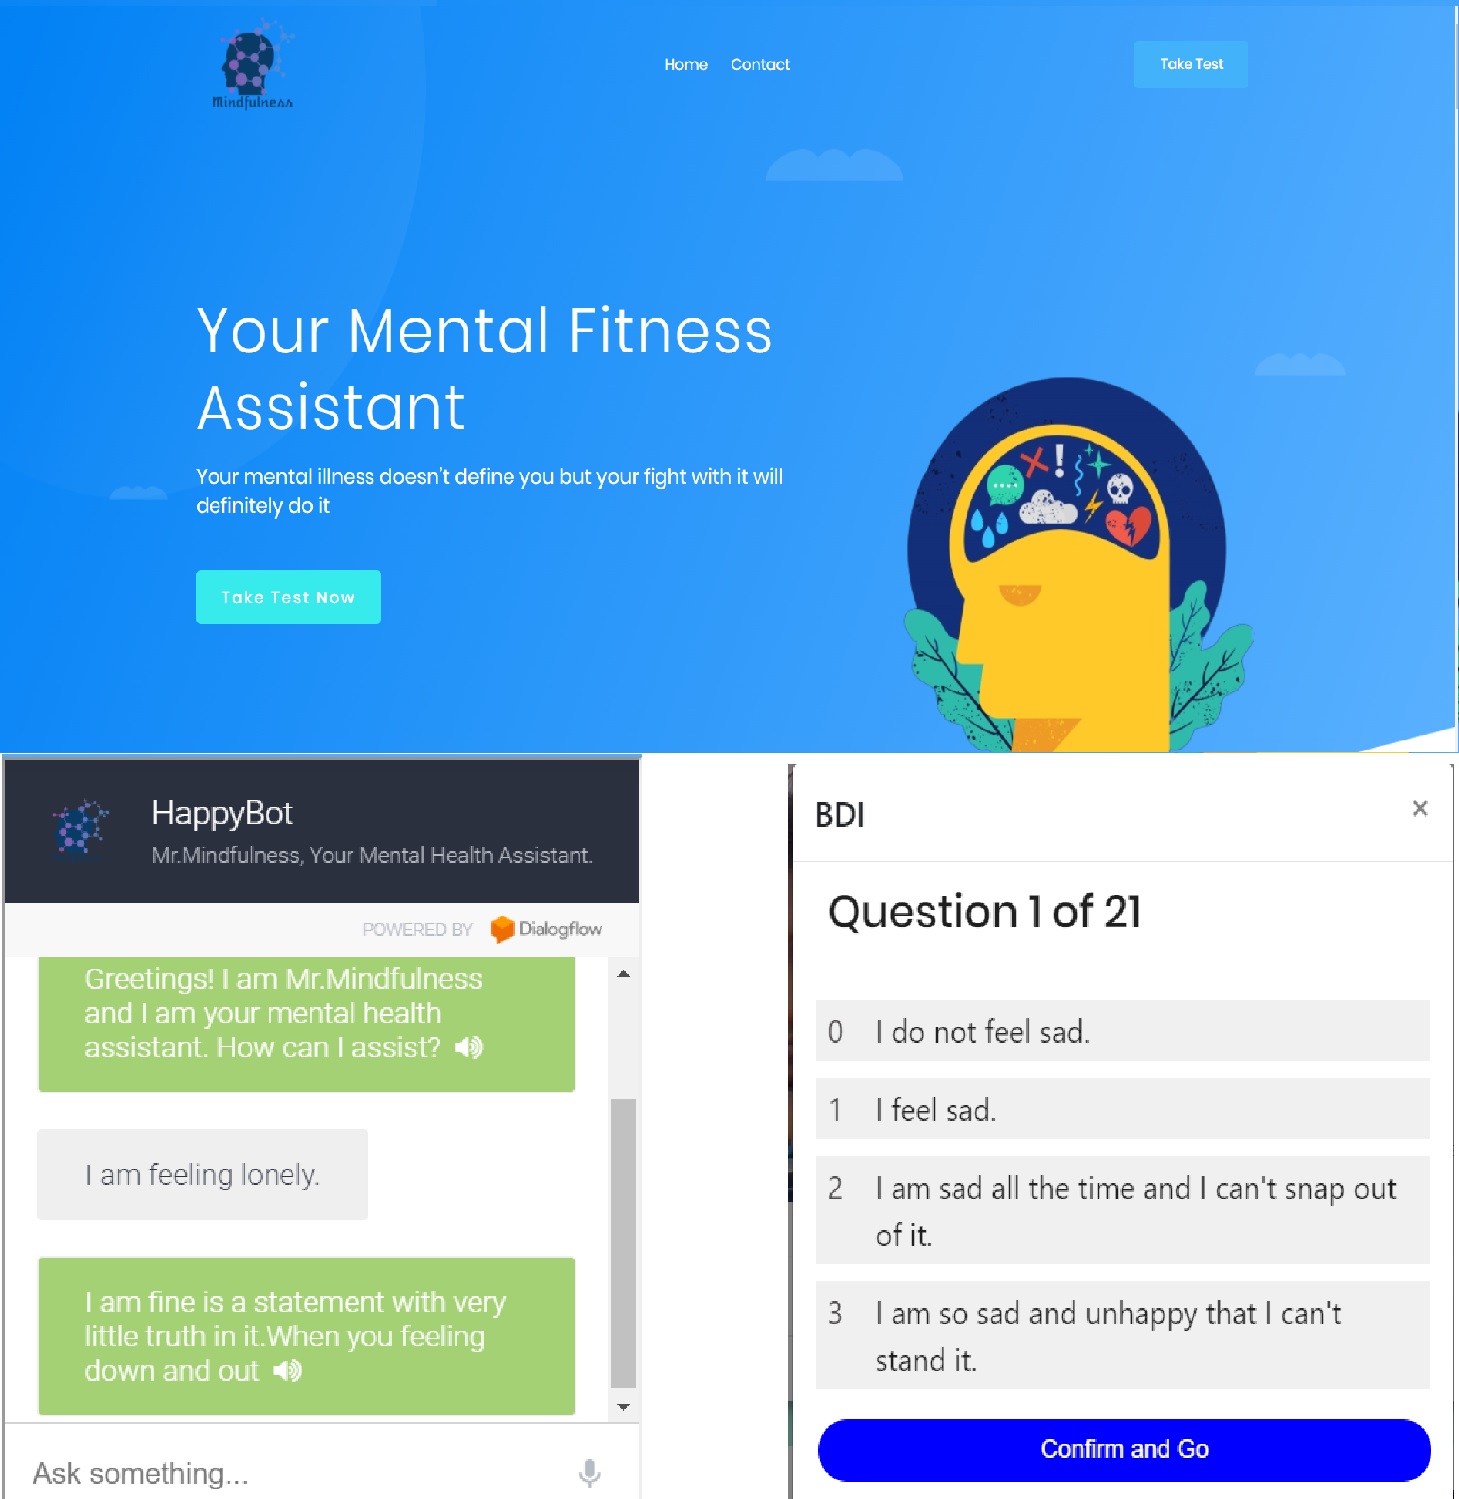 Mindfulness
Home Contact
Take Test
Your Mental Fitness
Assistant
Your mental illness doesn't define you but your fight with it will
definitely do it
Take Test Now
HappyBot
Mr.Mindfulness, Your Mental Health Assistant.
POWERED BY Dialogflow
Greetings! I am Mr.Mindfulness
and I am your mental health
assistant. How can I assist?
I am feeling lonely.
I am fine is a statement with very
little truth in it.When you feeling
down and out
Ask something...
BDI ×
Question 1 of 21
0 I do not feel sad.
1 I feel sad.
2 I am sad all the time and I can't snap out
of it.
3 I am so sad and unhappy that I can't
stand it.
Confirm and Go